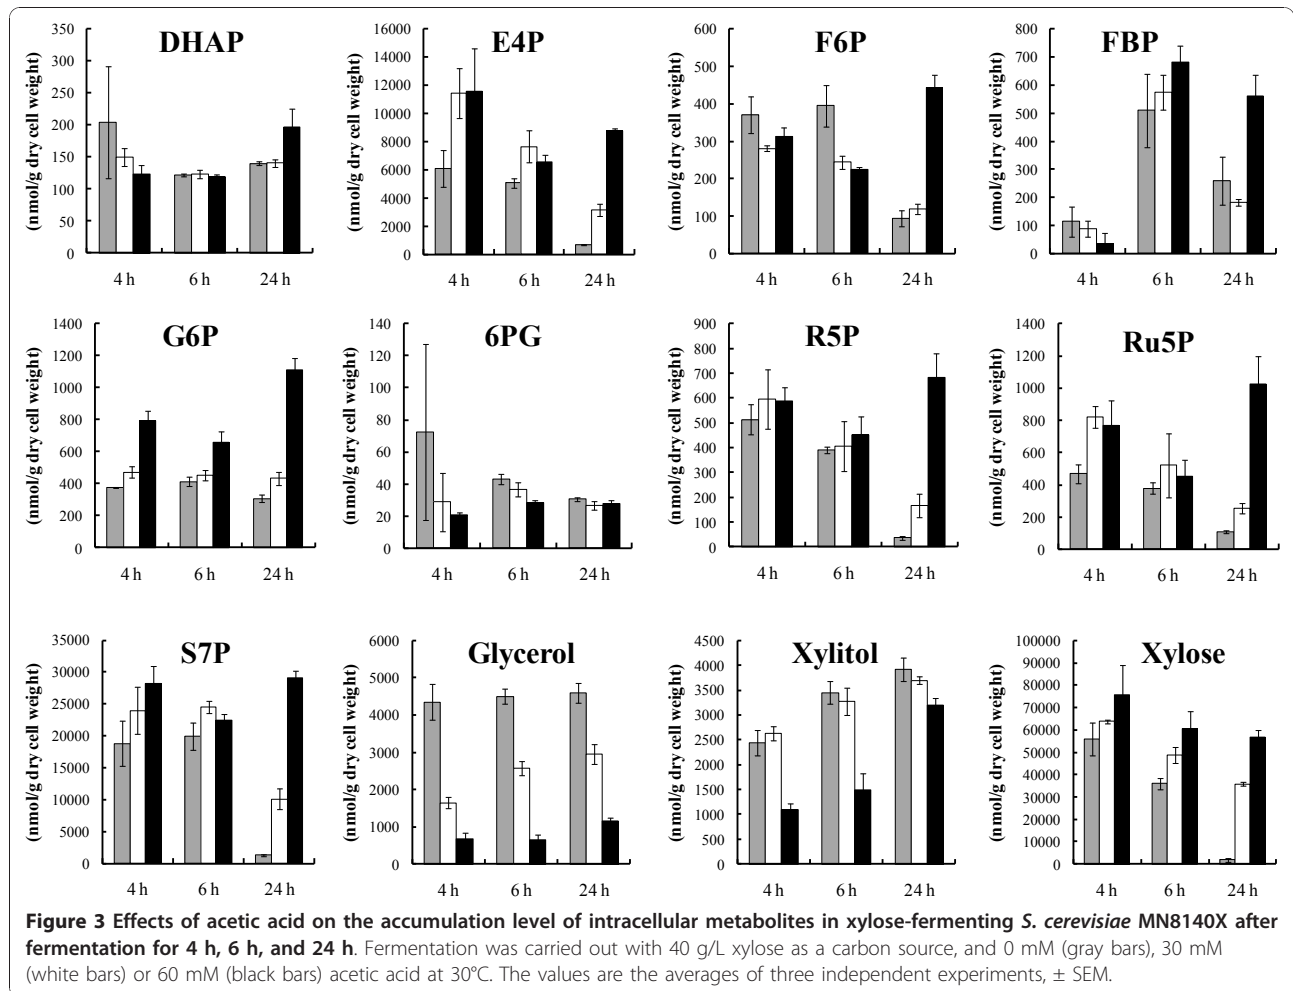 DHAP
(nmol/g dry cell weight)
350
300
250
200
150
100
50
0
4 h 6 h 24 h
E4P
(nmol/g dry cell weight)
12000
14000
16000
10000
8000
6000
4000
2000
0
4 h 6 h 24 h
F6P
(nmol/g dry cell weight)
600
500
400
300
200
100
0
4 h 6 h 24 h
FBP
(nmol/g dry cell weight)
800
700
600
500
400
300
200
100
0
4 h 6 h 24 h
G6P
(nmol/g dry cell weight)
1400
1200
1000
800
600
400
200
0
4 h 6 h 24 h
6PG
(nmol/g dry cell weight)
140
120
100
80
60
40
20
0
4 h 6 h 24 h
R5P
(nmol/g dry cell weight)
900
800
700
600
500
400
300
200
100
0
4 h 6 h 24 h
Ru5P
(nmol/g dry cell weight)
1400
1200
1000
800
600
400
200
0
4 h 6 h 24 h
S7P
(nmol/g dry cell weight)
35000
30000
25000
20000
15000
10000
5000
0
4 h 6 h 24 h
Glycerol
(nmol/g dry cell weight)
6000
5000
4000
3000
2000
1000
0
4 h 6 h 24 h
Xylitol
(nmol/g dry cell weight)
4500
4000
3500
3000
2500
2000
1500
1000
500
0
4 h 6 h 24 h
Xylose
(nmol/g dry cell weight)
100000
90000
80000
70000
60000
50000
40000
30000
20000
10000
0
4 h 6 h 24 h
Figure 3 Effects of acetic acid on the accumulation level of intracellular metabolites in xylose-fermenting S. cerevisiae MN8140X after
fermentation for 4 h, 6 h, and 24 h. Fermentation was carried out with 40 g/L xylose as a carbon source, and 0 mM (gray bars), 30 mM
(white bars) or 60 mM (black bars) acetic acid at 30°C. The values are the averages of three independent experiments, ± SEM.